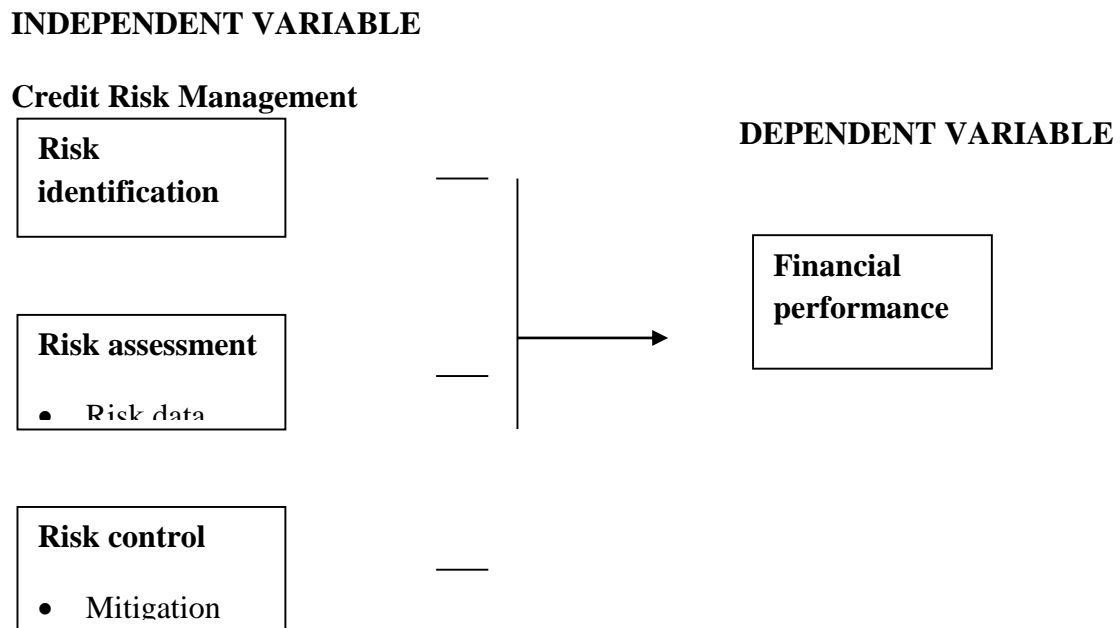 INDEPENDENT VARIABLE
Credit Risk Management
Risk
identification
DEPENDENT VARIABLE
Financial
performance
Risk assessment
• Risk data
Risk control
• Mitigation